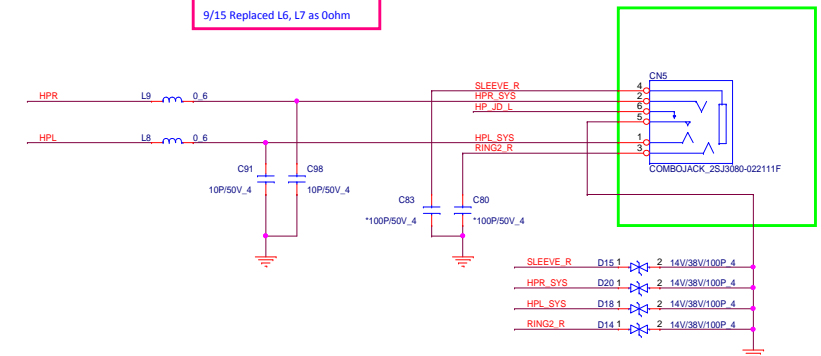 9/15 Replaced L6, L7 as 0ohm
CN5
SLEEVE_R 4
HPR L9 0_6 HPR_SYS 2
HP_JD_L 6
5
HPL L8 0_6 HPL_SYS 1
RING2_R 3
COMBOJACK_2SJ3080-022111F
C91 C98
10P/50V_4 10P/50V_4
C83 C80
*100P/50V_4 *100P/50V_4
SLEEVE_R D15 1 2 14V/38V/100P_4
HPR_SYS D20 1 2 14V/38V/100P_4
HPL_SYS D18 1 2 14V/38V/100P_4
RING2_R D14 1 2 14V/38V/100P_4